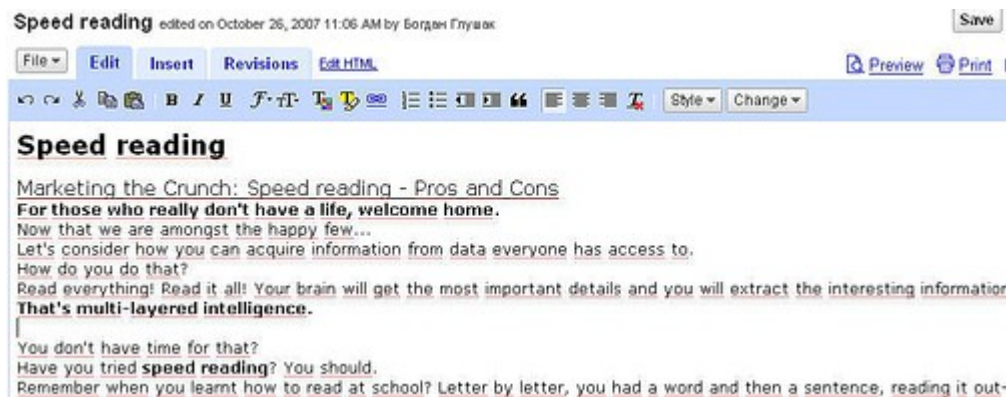 Speed reading edited on October 26, 2007 11:06 AM by Богдан Глушак
Save
File Edit Insert Revisions Edit HTML Preview Print
B I U Style Change
Speed reading
Marketing the Crunch: Speed reading - Pros and Cons
For those who really don't have a life, welcome home.
Now that we are amongst the happy few...
Let's consider how you can acquire information from data everyone has access to.
How do you do that?
Read everything! Read it all! Your brain will get the most important details and you will extract the interesting information
That's multi-layered intelligence.
You don't have time for that?
Have you tried speed reading? You should.
Remember when you learnt how to read at school? Letter by letter, you had a word and then a sentence, reading it out-